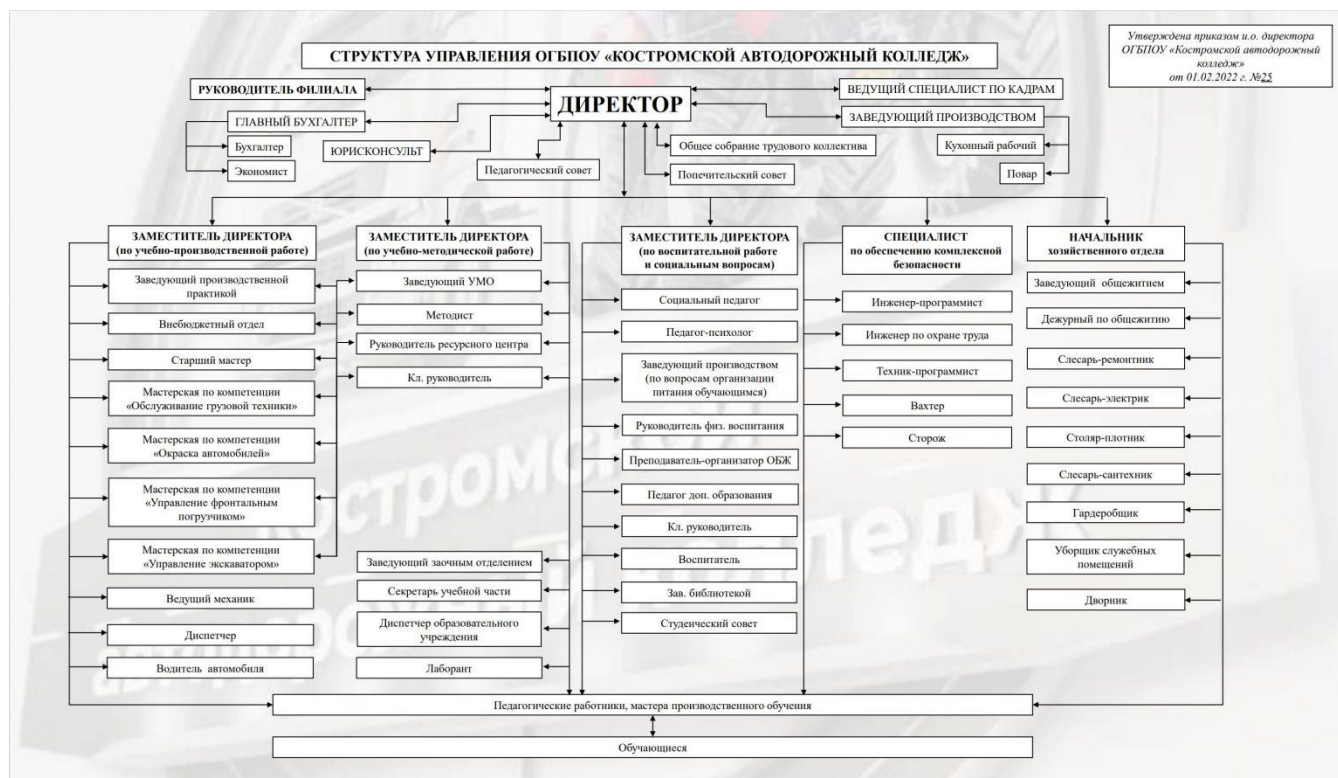 Утверждена приказом и.о. директора
ОГБПОУ «Костромской автодорожный
колледж»
от 01.02.2022 г. №25
СТРУКТУРА УПРАВЛЕНИЯ ОГБПОУ «КОСТРОМСКОЙ АВТОДОРОЖНЫЙ КОЛЛЕДЖ»
РУКОВОДИТЕЛЬ ФИЛИАЛА
ДИРЕКТОР
ВЕДУЩИЙ СПЕЦИАЛИСТ ПО КАДРАМ
ГЛАВНЫЙ БУХГАЛТЕР
ЗАВЕДУЮЩИЙ ПРОИЗВОДСТВОМ
Бухгалтер
Экономист
ЮРИСКОНСУЛЬТ
Педагогический совет
Общее собрание трудового коллектива
Попечительский совет
Кухонный рабочий
Повар
ЗАМЕСТИТЕЛЬ ДИРЕКТОРА
(по учебно-производственной работе)
Заведующий производственной
практикой
Внебюджетный отдел
Старший мастер
Мастерская по компетенции
«Обслуживание грузовой техники»
Мастерская по компетенции
«Окраска автомобилей»
Мастерская по компетенции
«Управление фронтальным
погрузчиком»
Мастерская по компетенции
«Управление экскаватором»
Ведущий механик
Диспетчер
Водитель автомобиля
ЗАМЕСТИТЕЛЬ ДИРЕКТОРА
(по учебно-методической работе)
Заведующий УМО
Методист
Руководитель ресурсного центра
Кл. руководитель
Заведующий заочным отделением
Секретарь учебной части
Диспетчер образовательного
учреждения
Лаборант
ЗАМЕСТИТЕЛЬ ДИРЕКТОРА
(по воспитательной работе
и социальным вопросам)
Социальный педагог
Педагог-психолог
Заведующий производством
(по вопросам организации
питания обучающимся)
Руководитель физ. воспитания
Преподаватель-организатор ОБЖ
Педагог доп. образования
Кл. руководитель
Воспитатель
Зав. библиотекой
Студенческий совет
СПЕЦИАЛИСТ
по обеспечению комплексной
безопасности
Инженер-программист
Инженер по охране труда
Техник-программист
Вахтер
Сторож
НАЧАЛЬНИК
хозяйственного отдела
Заведующий общежитием
Дежурный по общежитию
Слесарь-ремонтник
Слесарь-электрик
Столяр-плотник
Слесарь-сантехник
Гардеробщик
Уборщик служебных
помещений
Дворник
Педагогические работники, мастера производственного обучения
Обучающиеся
костромской
автодорожный колледж